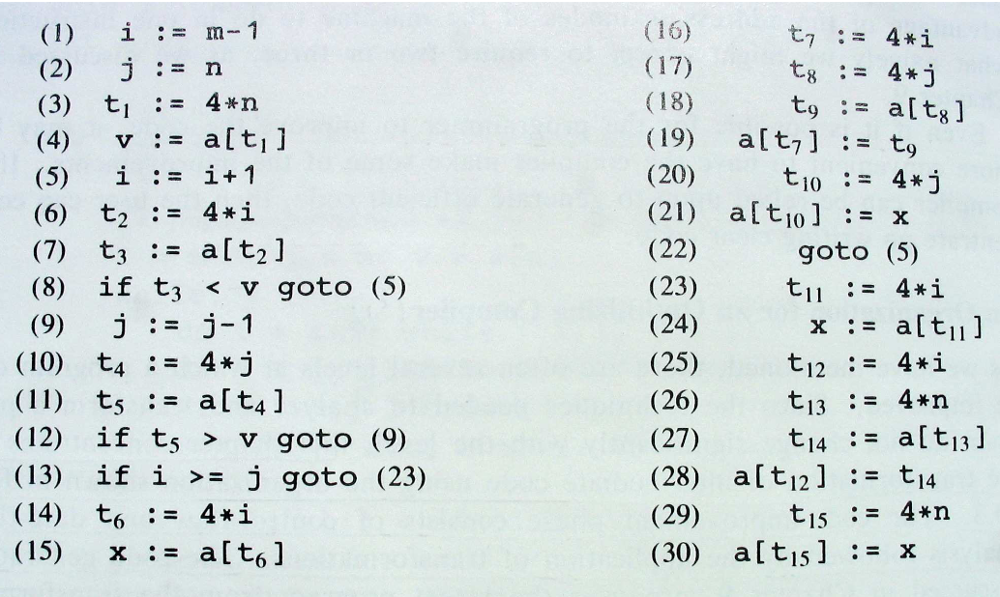 (1) i := m-1
(2) j := n
(3) t₁ := 4*n
(4) v := a[t₁]
(5) i := i+1
(6) t₂ := 4*i
(7) t₃ := a[t₂]
(8) if t₃ < v goto (5)
(9) j := j-1
(10) t₄ := 4*j
(11) t₅ := a[t₄]
(12) if t₅ > v goto (9)
(13) if i >= j goto (23)
(14) t₆ := 4*i
(15) x := a[t₆]
(16) t₇ := 4*i
(17) t₈ := 4*j
(18) t₉ := a[t₈]
(19) a[t₇] := t₉
(20) t₁₀ := 4*j
(21) a[t₁₀] := x
(22) goto (5)
(23) t₁₁ := 4*i
(24) x := a[t₁₁]
(25) t₁₂ := 4*i
(26) t₁₃ := 4*n
(27) t₁₄ := a[t₁₃]
(28) a[t₁₂] := t₁₄
(29) t₁₅ := 4*n
(30) a[t₁₅] := x